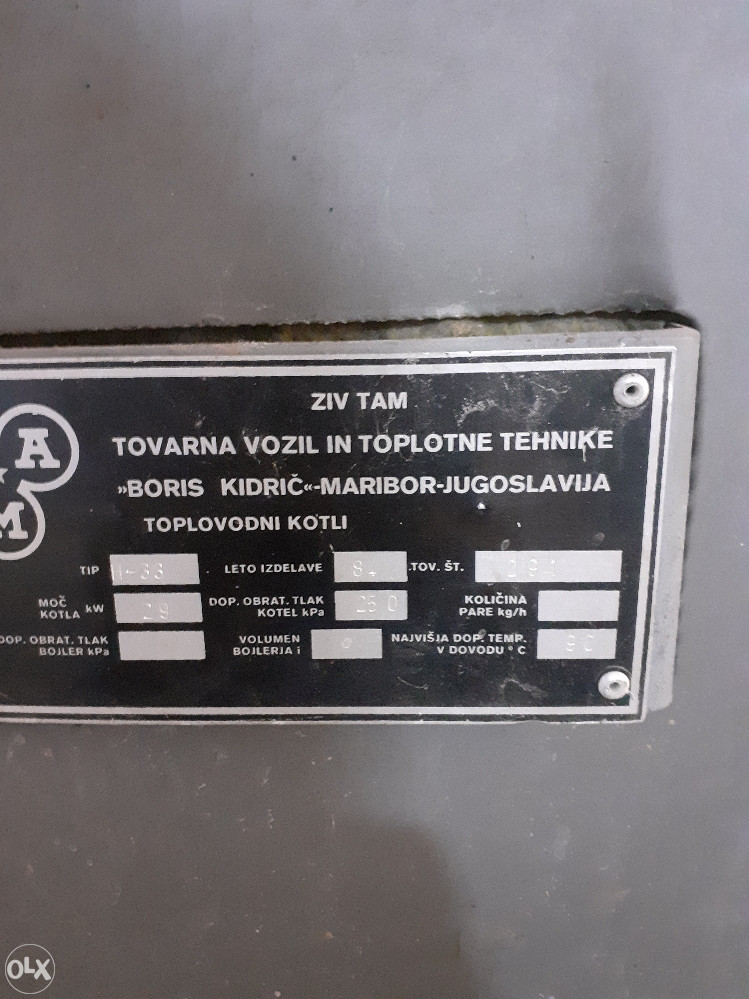 ZIV TAM
A
TOVARNA VOZIL IN TOPLOTNE TEHNIKE
»BORIS KIDRIČ«-MARIBOR-JUGOSLAVIJA
M
TOPLOVODNI KOTLI
TIP H-33 LETO IZDELAVE TOV. ŠT.
MOČ KOTLA kW 29 DOP. OBRAT. TLAK KOTEL kPa 250 KOLIČINA PARE kg/h
DOP. OBRAT. TLAK BOJLER kPa VOLUMEN BOJLERJA l NAJVIŠJA DOP. TEMP. V DOVODU °C 90
OLX